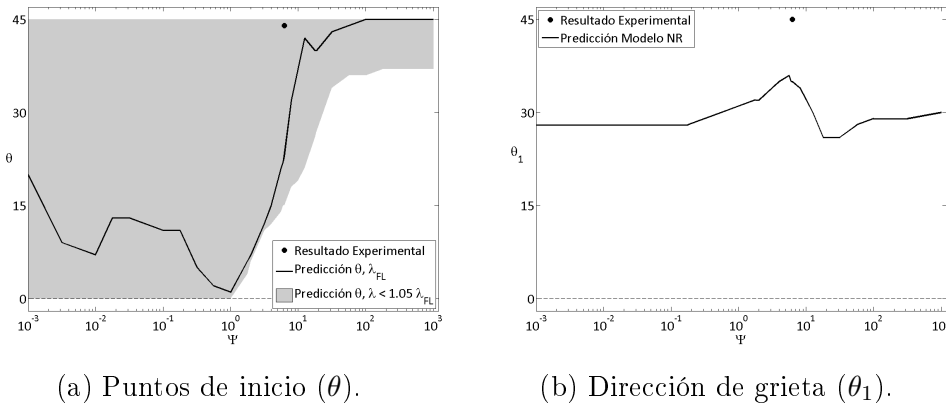 45
30
θ
15
0
10^-3 10^-2 10^-1 10^0 10^1 10^2 10^3
Ψ
Resultado Experimental
Predicción θ, λ_FL
Predicción θ, λ < 1.05 λ_FL
(a) Puntos de inicio (θ).
45
30
θ_1
15
0
10^-3 10^-2 10^-1 10^0 10^1 10^2 10
Ψ
Resultado Experimental
Predicción Modelo NR
(b) Dirección de grieta (θ_1).